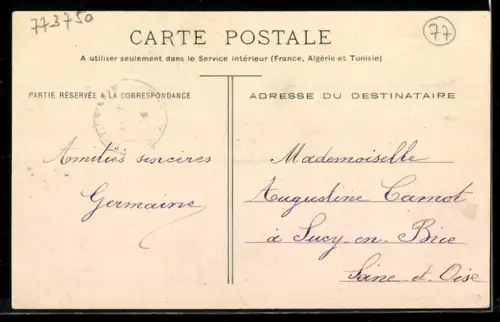 773750
77
CARTE POSTALE
A utiliser seulement dans le Service intérieur (France, Algérie et Tunisie)
PARTIE RÉSERVÉE A LA CORRESPONDANCE
Amitiés sincères
Germaine
ADRESSE DU DESTINATAIRE
Mademoiselle
Augustine Carnot
à Sucy-en-Brie
Seine et Oise